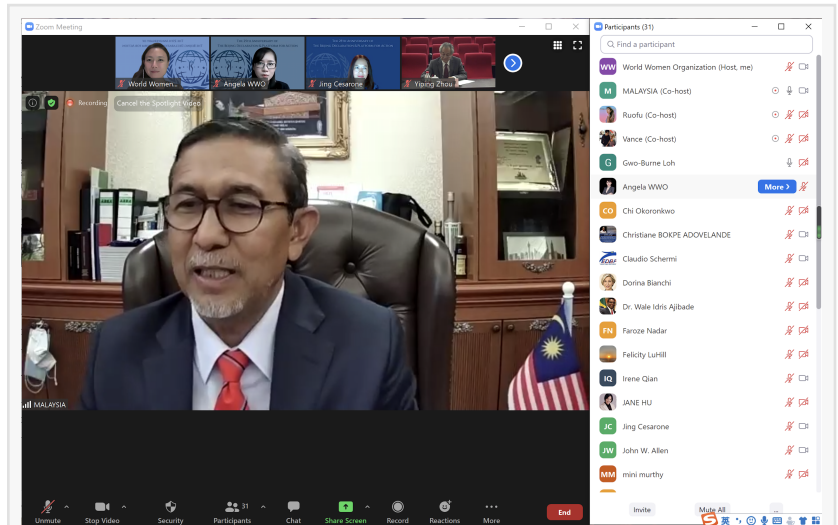 Zoom Meeting
World Women...
Angela WWO
Jing Cesarone
Yiping Zhou
Recording
Cancel the Spotlight Video
MALAYSIA
Unmute
Stop Video
Security
31
Participants
Chat
Share Screen
Record
Reactions
More
End
Participants (31)
Find a participant
WW World Women Organization (Host, me)
M MALAYSIA (Co-host)
Ruofu (Co-host)
Vance (Co-host)
G Gwo-Burne Loh
Angela WWO More
CO Chi Okoronkwo
Christiane BOKPE ADOVELANDE
Claudio Schermi
Dorina Bianchi
Dr. Wale Idris Ajibade
FN Faroze Nadar
Felicity LuHill
IQ Irene Qian
JANE HU
JC Jing Cesarone
JW John W. Allen
MM mini murthy
Invite
Mute All
...
英